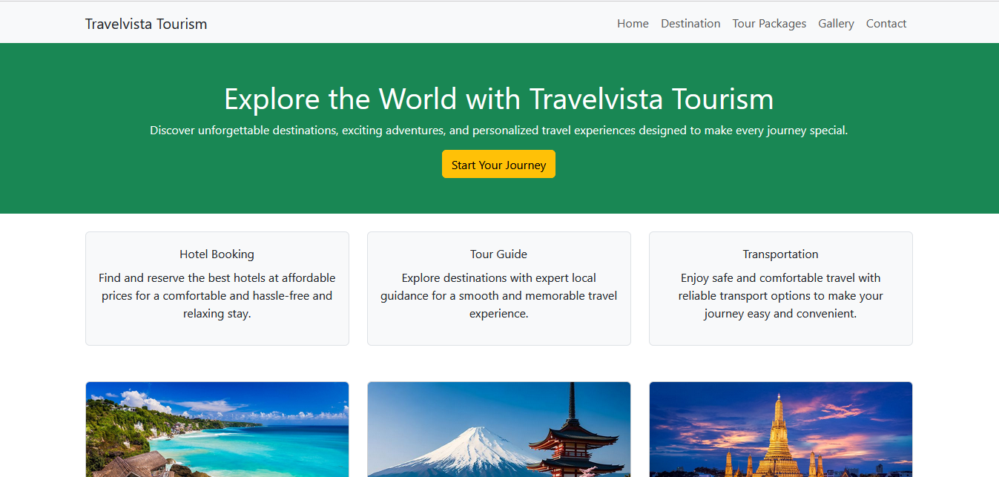 Travelvista Tourism
Home Destination Tour Packages Gallery Contact
Explore the World with Travelvista Tourism
Discover unforgettable destinations, exciting adventures, and personalized travel experiences designed to make every journey special.
Start Your Journey
Hotel Booking
Find and reserve the best hotels at affordable
prices for a comfortable and hassle-free and
relaxing stay.
Tour Guide
Explore destinations with expert local
guidance for a smooth and memorable travel
experience.
Transportation
Enjoy safe and comfortable travel with
reliable transport options to make your
journey easy and convenient.